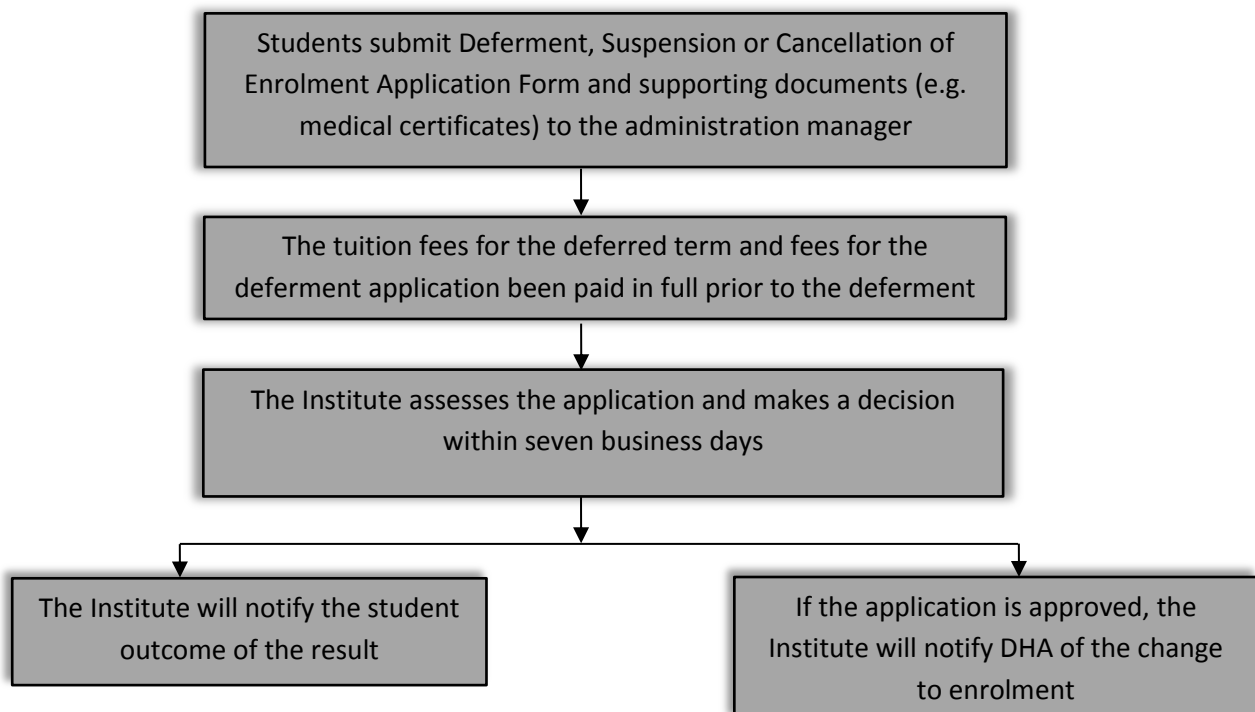 Students submit Deferment, Suspension or Cancellation of
Enrolment Application Form and supporting documents (e.g.
medical certificates) to the administration manager
The tuition fees for the deferred term and fees for the
deferment application been paid in full prior to the deferment
The Institute assesses the application and makes a decision
within seven business days
The Institute will notify the student
outcome of the result
If the application is approved, the
Institute will notify DHA of the change
to enrolment